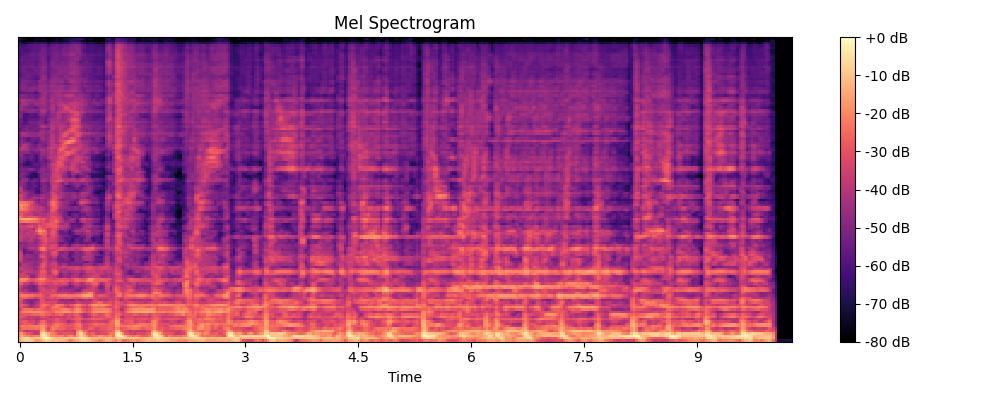 Mel Spectrogram
+0 dB
-10 dB
-20 dB
-30 dB
-40 dB
-50 dB
-60 dB
-70 dB
-80 dB
0 1.5 3 4.5 6 7.5 9
Time